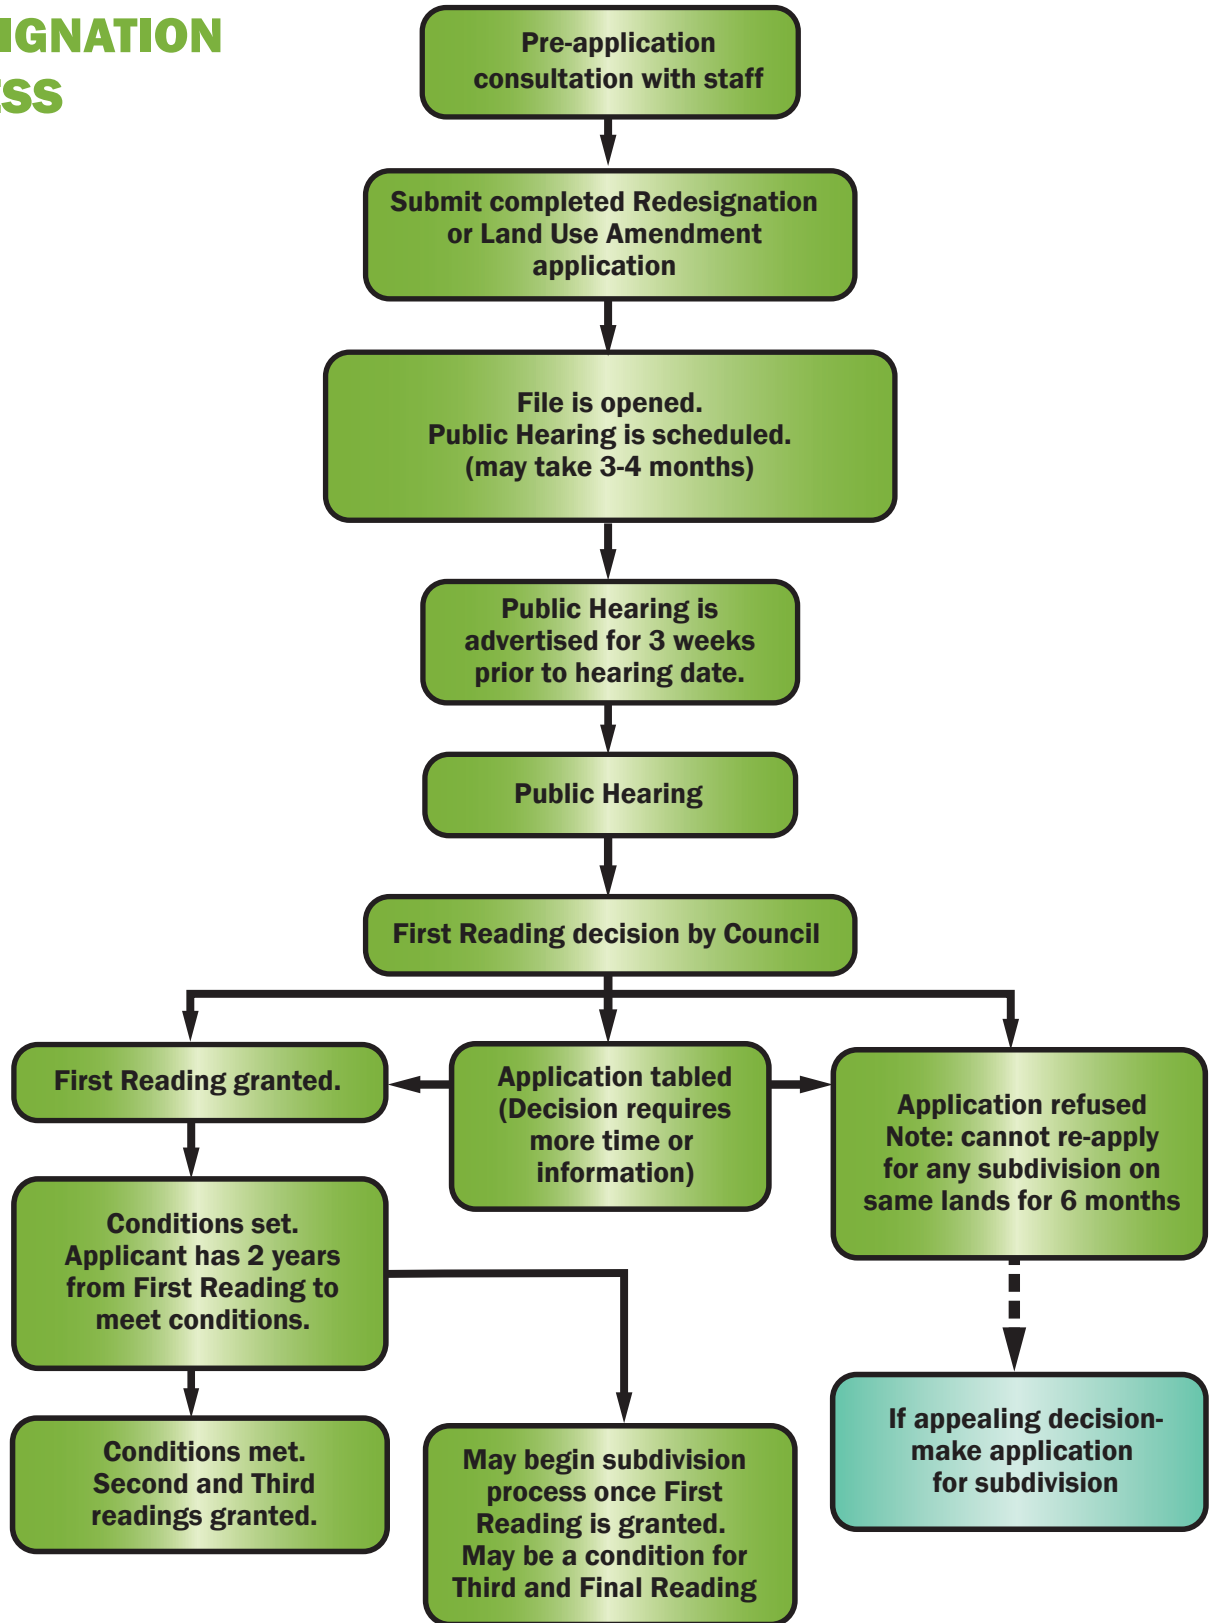 IGNATION
ESS
Pre-application
consultation with staff
Submit completed Redesignation
or Land Use Amendment
application
File is opened.
Public Hearing is scheduled.
(may take 3-4 months)
Public Hearing is
advertised for 3 weeks
prior to hearing date.
Public Hearing
First Reading decision by Council
First Reading granted.
Application tabled
(Decision requires
more time or
information)
Application refused
Note: cannot re-apply
for any subdivision on
same lands for 6 months
Conditions set.
Applicant has 2 years
from First Reading to
meet conditions.
Conditions met.
Second and Third
readings granted.
May begin subdivision
process once First
Reading is granted.
May be a condition for
Third and Final Reading
If appealing decision-
make application
for subdivision